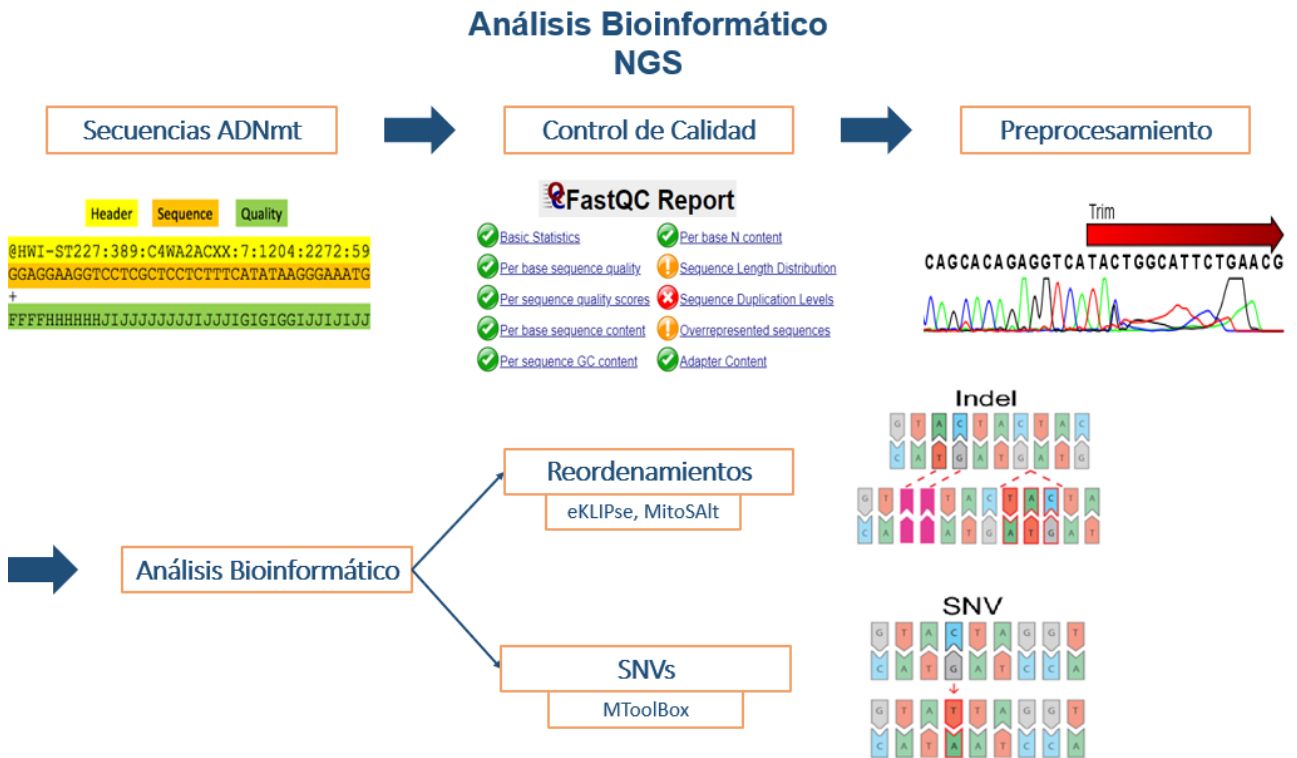 Análisis Bioinformático
NGS
Secuencias ADNmt
Control de Calidad
Preprocesamiento
Header Sequence Quality
@HWI-ST227:389:C4WA2ACXX:7:1204:2272:59
GGAGGAAGGTCCTCGCTCCTCTTTCATATAAGGGAAATG
+
FFFFHHHHHHJIJJJJJJJIJJJIGIGIGGIJJIJIJJ
FastQC Report
Basic Statistics
Per base sequence quality
Per sequence quality scores
Per base sequence content
Per sequence GC content
Per base N content
Sequence Length Distribution
Sequence Duplication Levels
Overrepresented sequences
Adapter Content
Trim
CAGCACAGAGGTCATACTGGCATTCTGAACG
Indel
G T A C T A C T A C
C A T G A T G A T G
G T T A C T A C T A
C A A T G A T G A T
Reordenamientos
eKLIPse, MitoSAlt
Análisis Bioinformático
SNVs
MToolBox
SNV
G T A C T A G G T
C A T G A T C C A
G T A T T A G G T
C A T A A T C C A